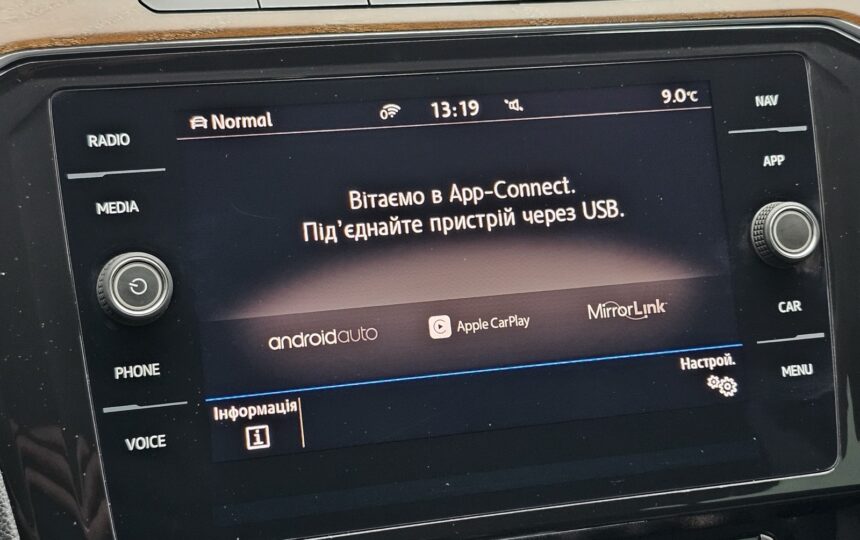 RADIO
MEDIA
PHONE
VOICE
Normal
13:19
9.0°C
Вітаємо в App-Connect.
Під'єднайте пристрій через USB.
androidauto
Apple CarPlay
MirrorLink
Настрой.
Інформація
NAV
APP
CAR
MENU